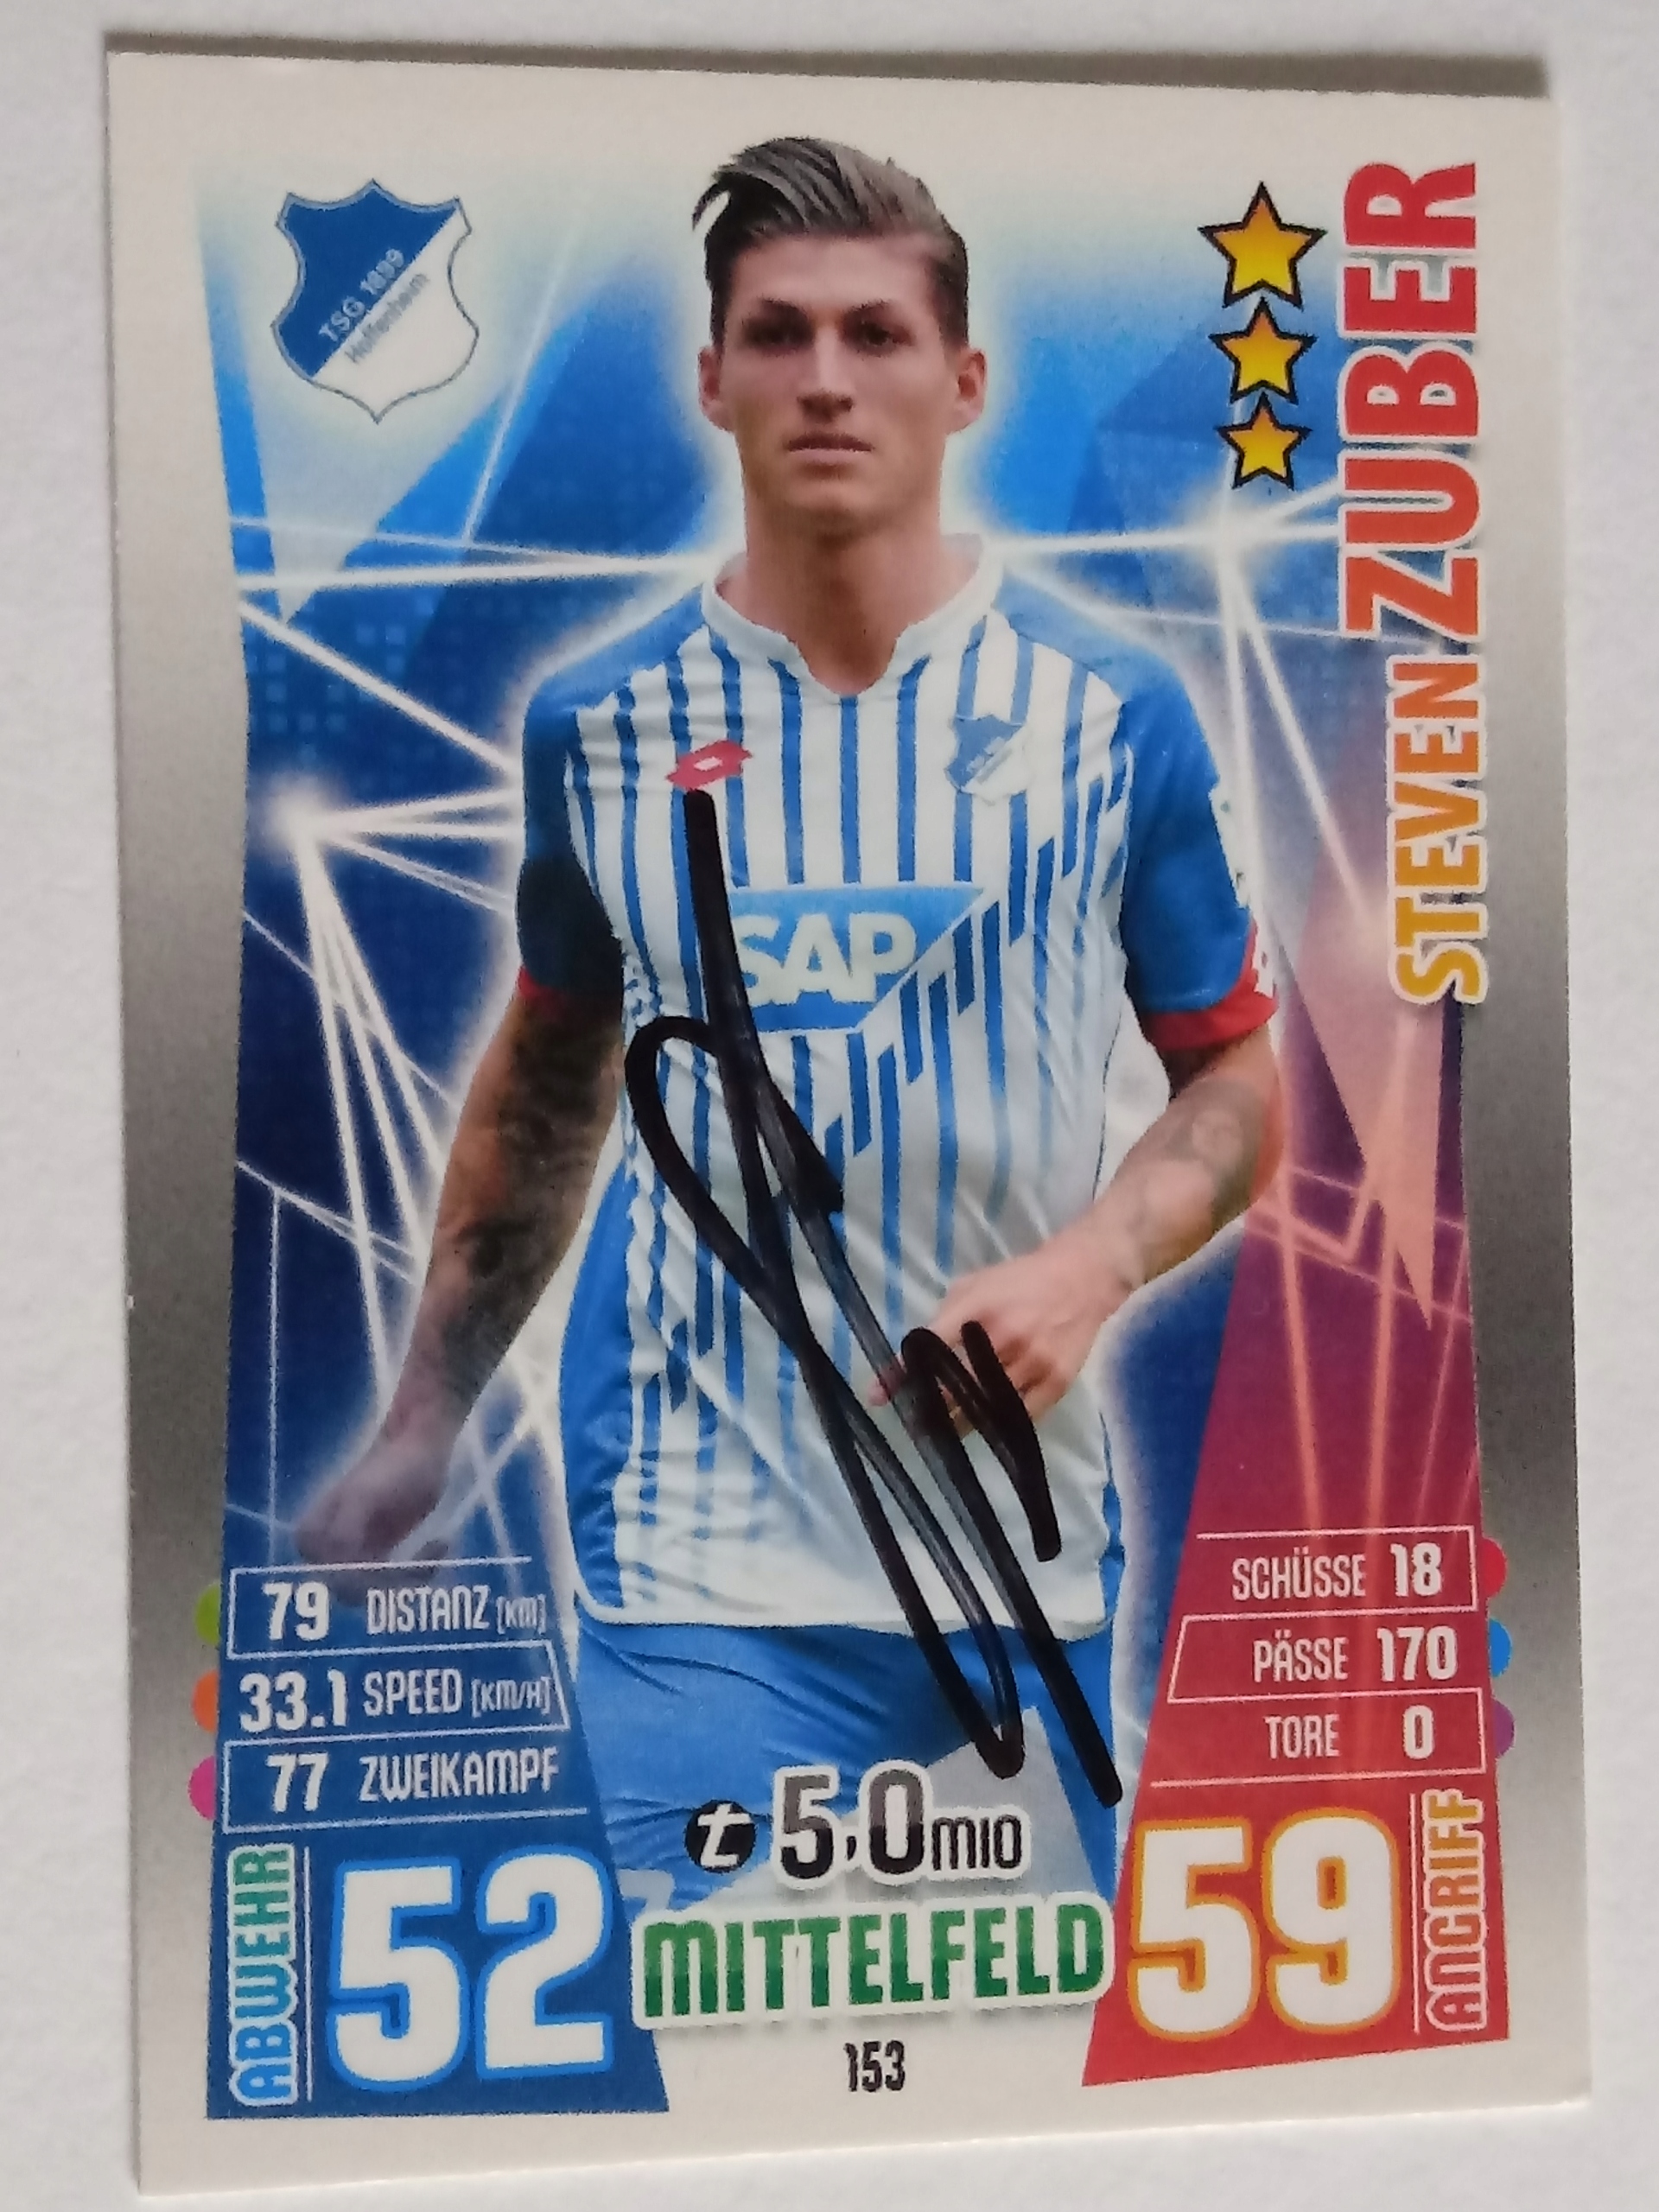 TSG 1899
Hoffenheim
STEVEN ZUBER
SAP
79 DISTANZ [KM]
33.1 SPEED [KM/H]
77 ZWEIKAMPF
SCHÜSSE 18
PÄSSE 170
TORE 0
t 5,0 MIO
MITTELFELD
ABWEHR 52
59 ANGRIFF
153